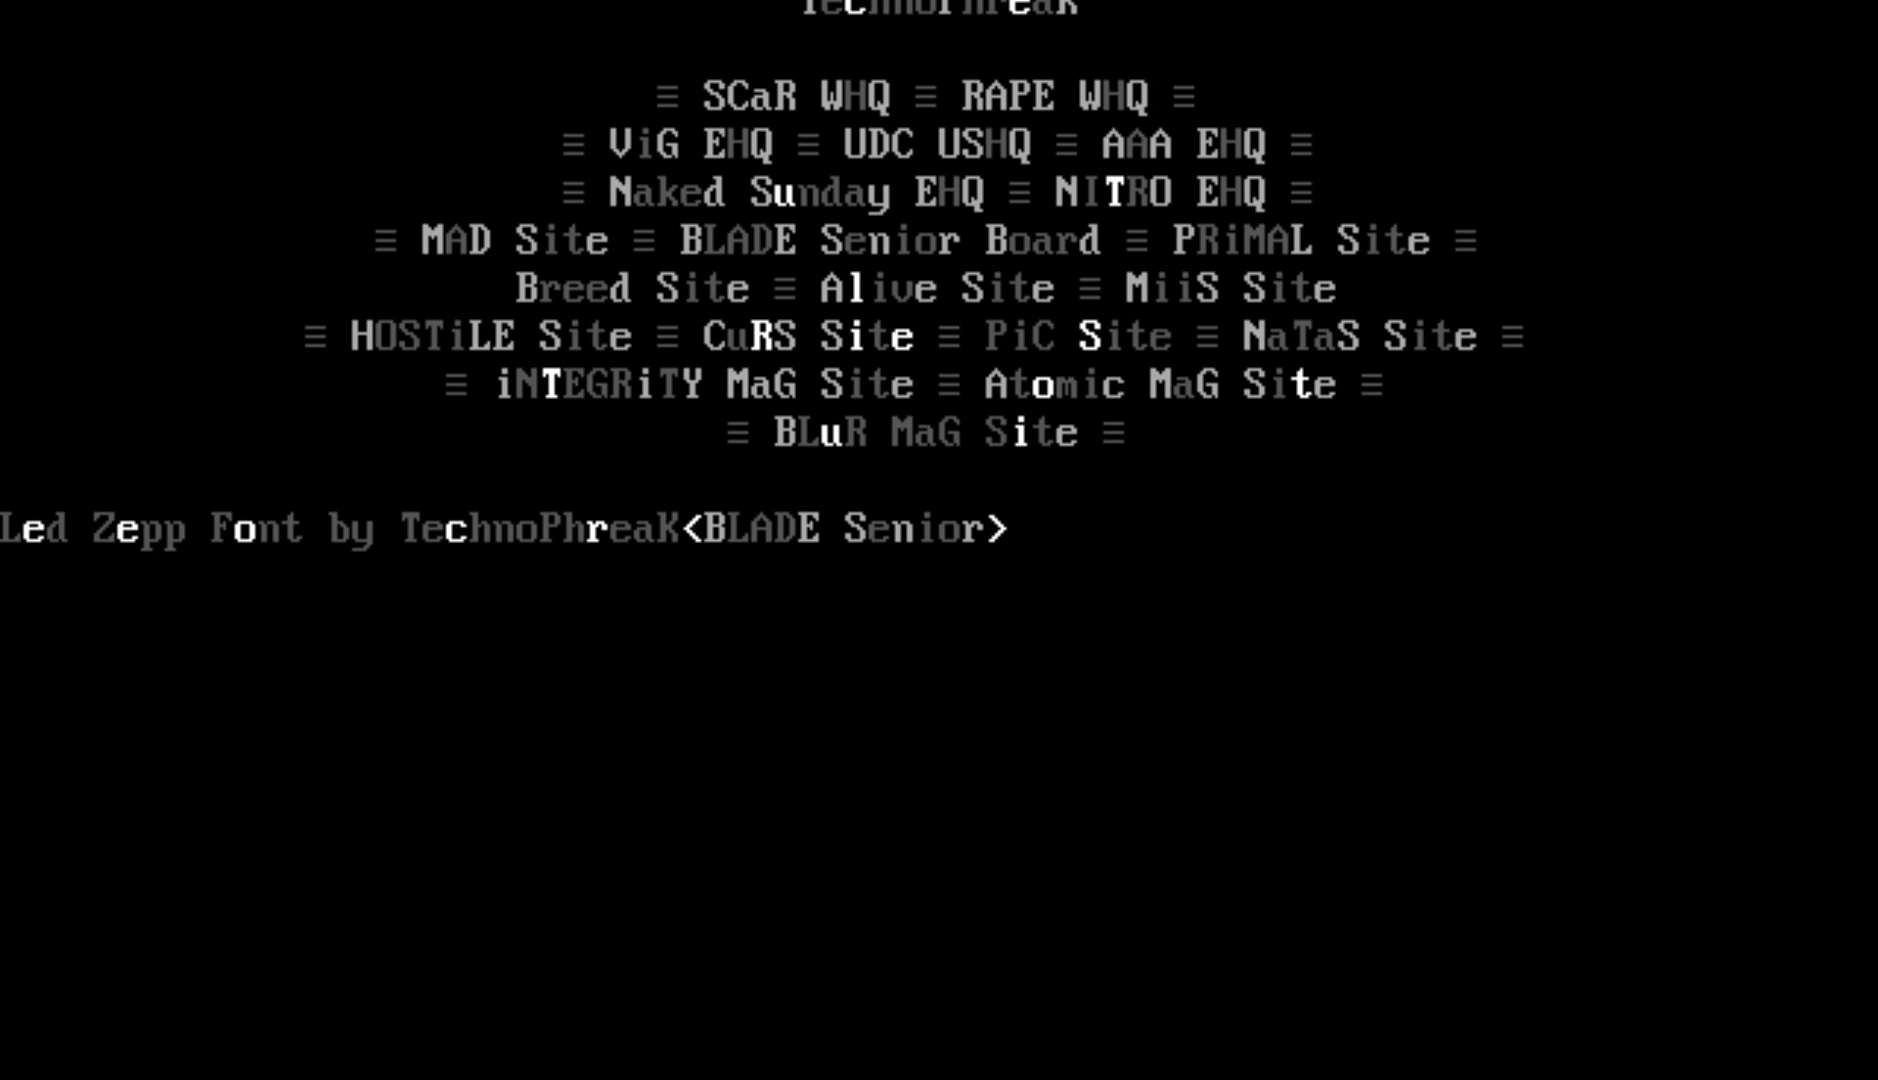 TechnoPhreaK
≡ SCaR WHQ ≡ RAPE WHQ ≡
≡ ViG EHQ ≡ UDC USHQ ≡ AAA EHQ ≡
≡ Naked Sunday EHQ ≡ NITRO EHQ ≡
≡ MAD Site ≡ BLADE Senior Board ≡ PRiMAL Site ≡
Breed Site ≡ Alive Site ≡ MiiS Site
≡ HOSTiLE Site ≡ CuRS Site ≡ PiC Site ≡ NaTaS Site ≡
≡ iNTEGRiTY MaG Site ≡ Atomic MaG Site ≡
≡ BLuR MaG Site ≡
Led Zepp Font by TechnoPhreaK<BLADE Senior>